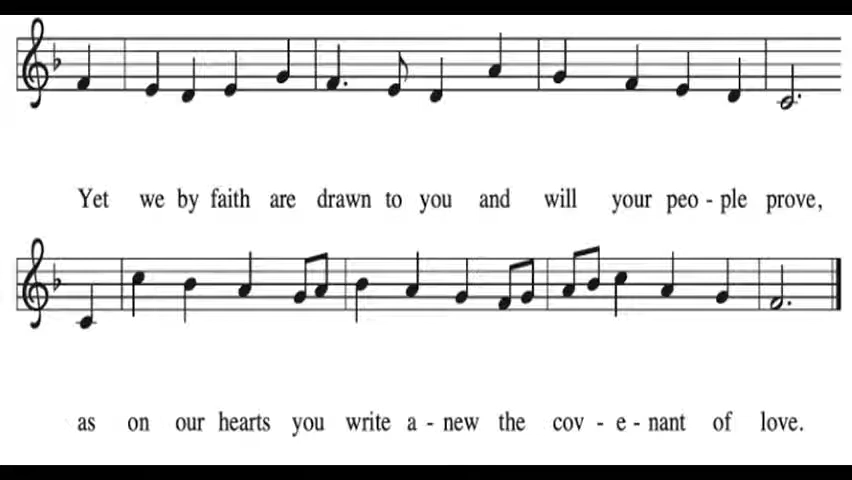 Yet we by faith are drawn to you and will your peo - ple prove,
as on our hearts you write a - new the cov - e - nant of love.